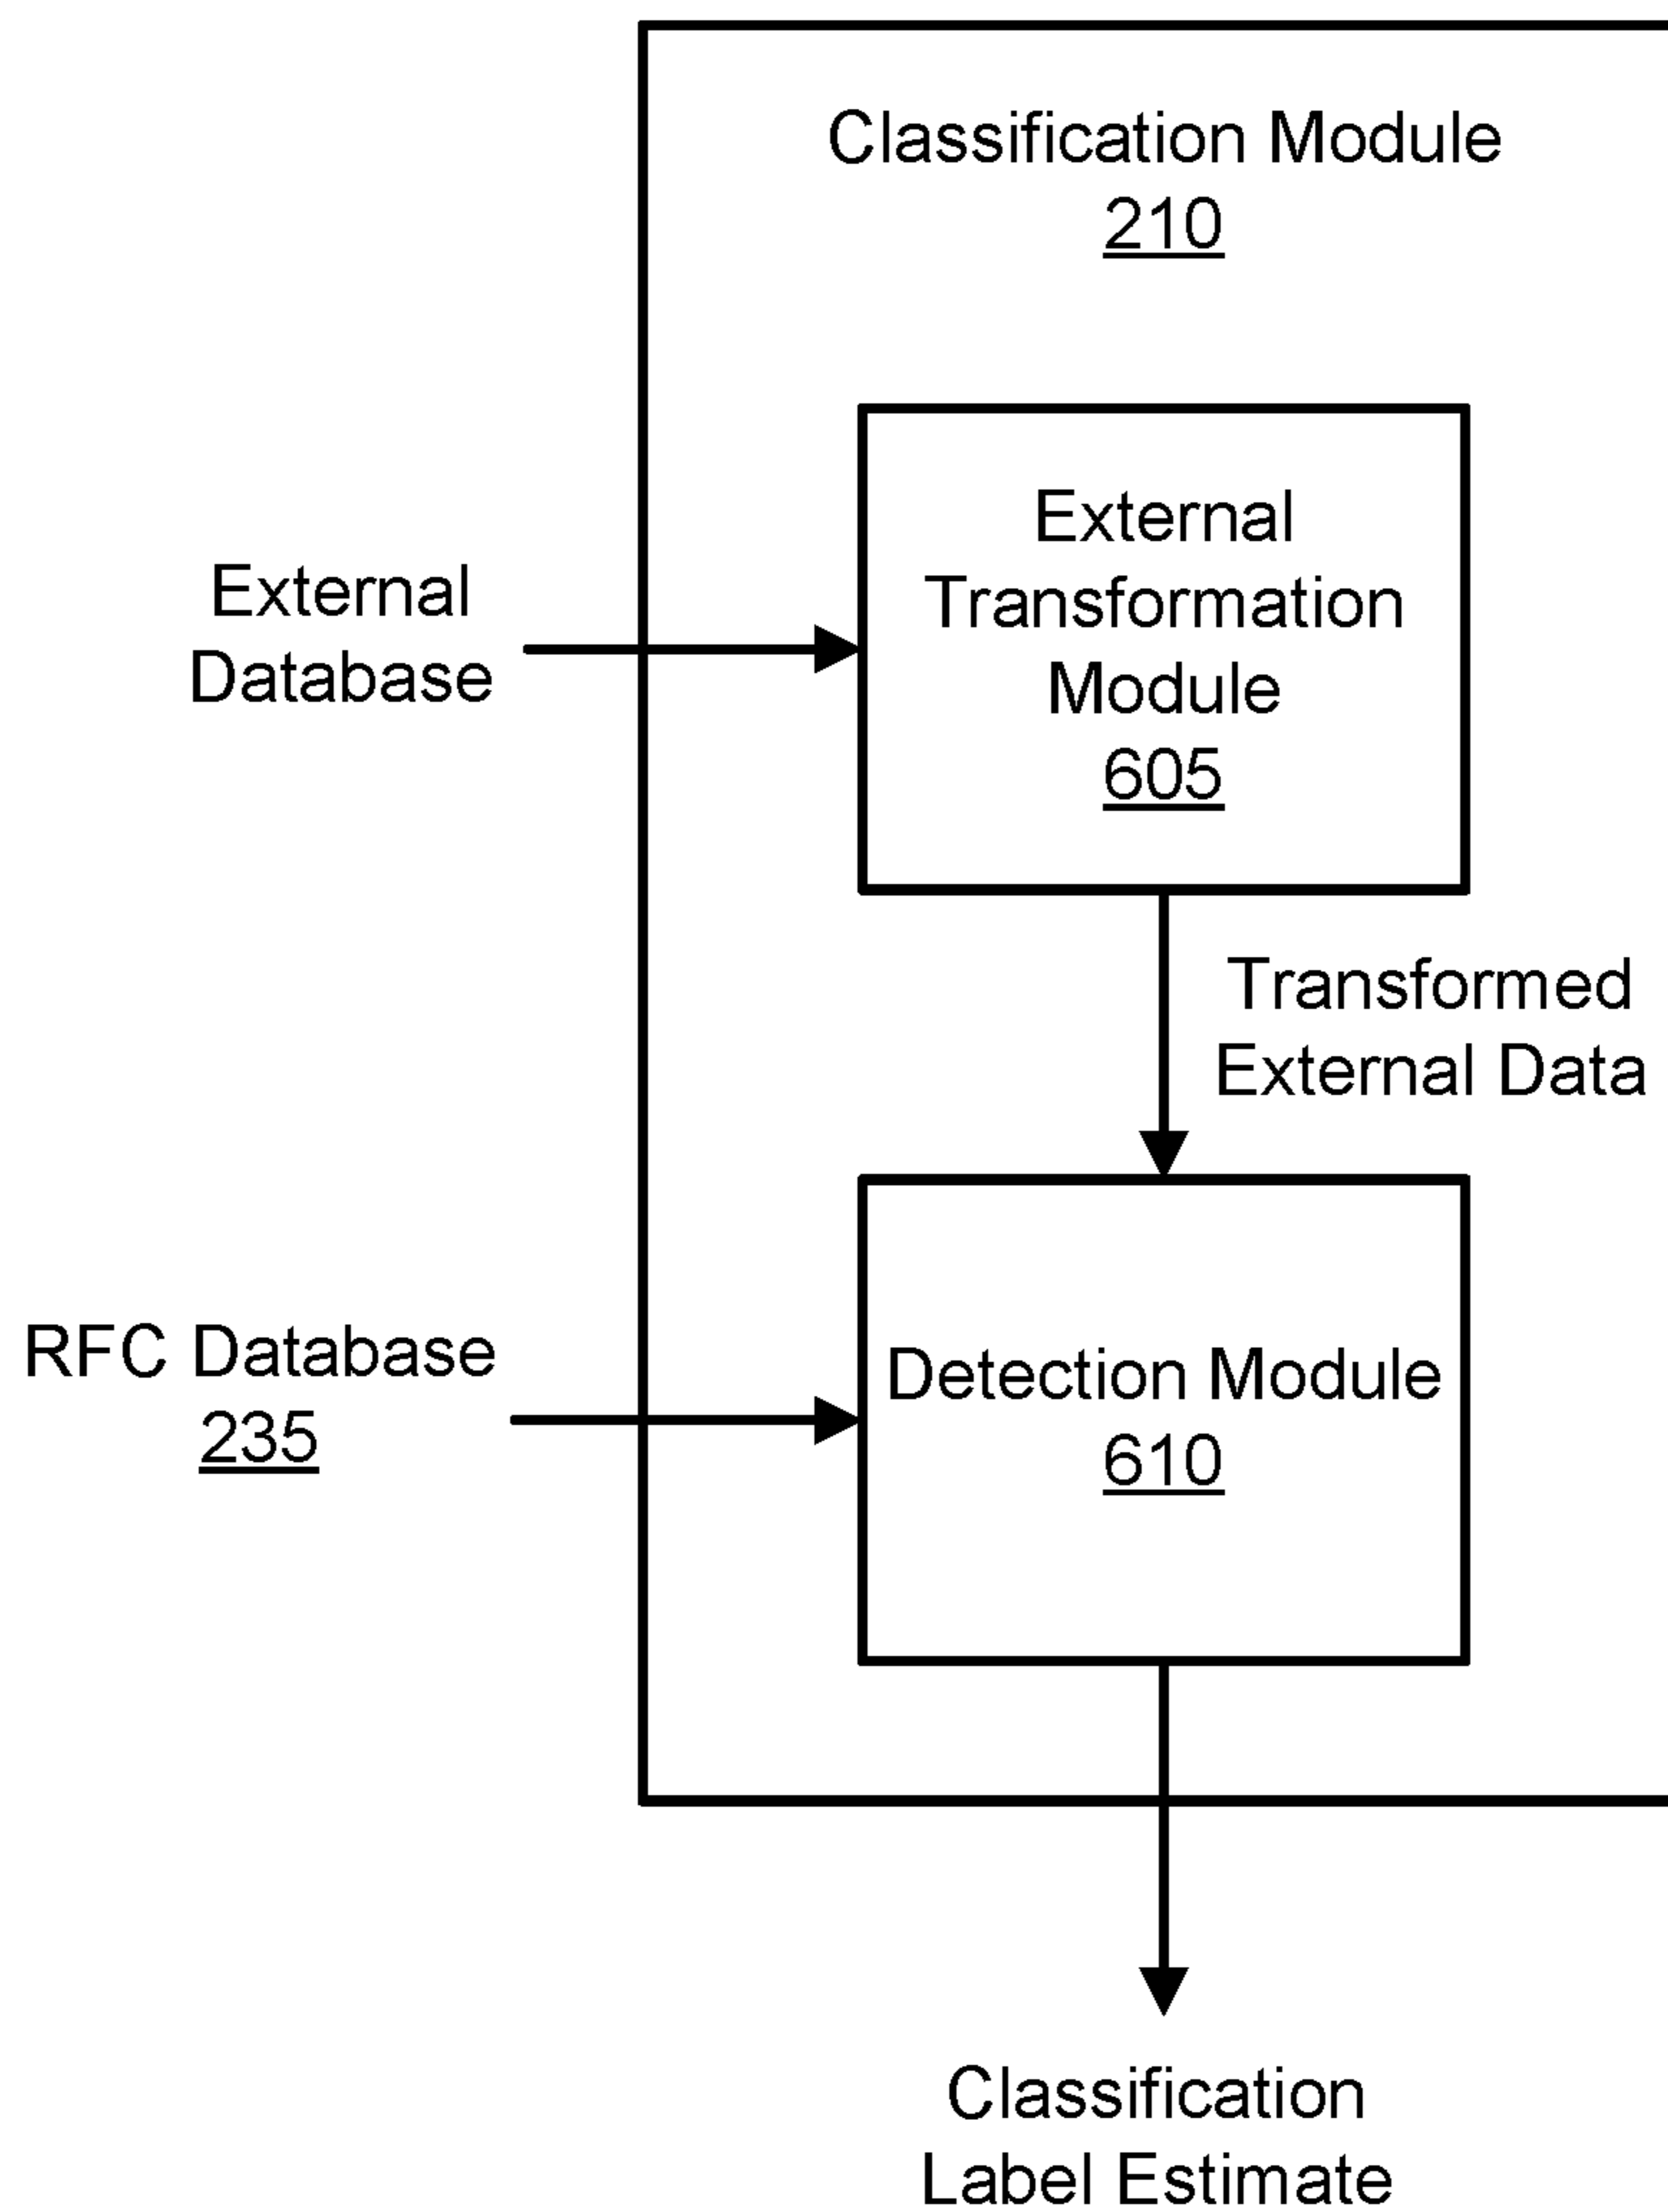 Classification Module
210
External
Transformation
Module
605
External
Database
Transformed
External Data
RFC Database
235
Detection Module
610
Classification
Label Estimate